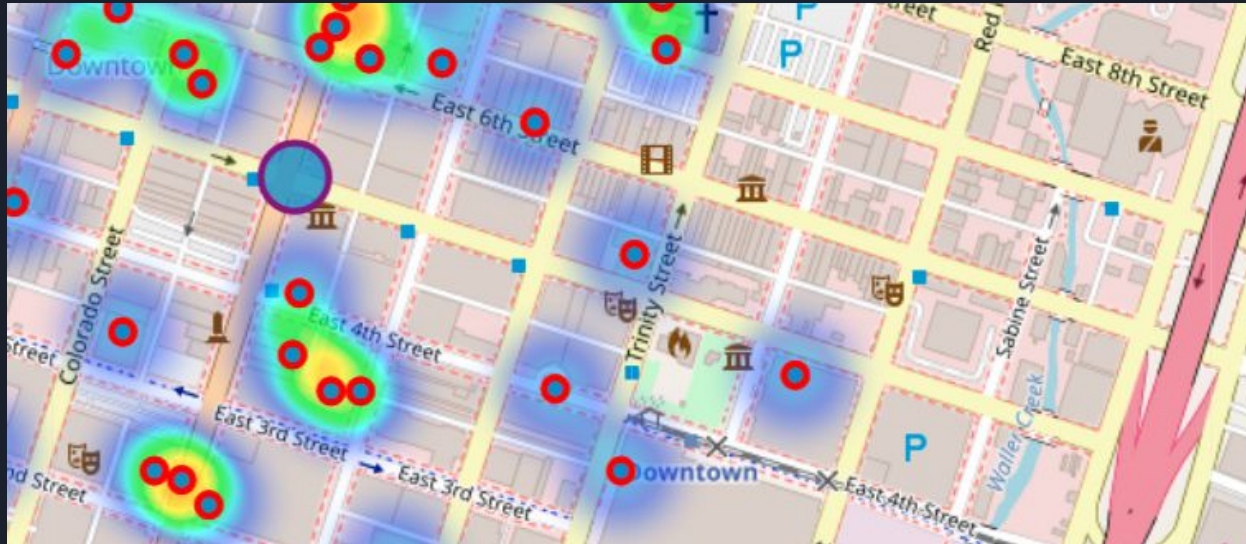 P
P
Street
Red
East 8th Street
Downtown
East 6th Street
Colorado Street
Trinity Street
Sabine Street
East 4th Street
Street
East 3rd Street
East 3rd Street
nd Street
Downtown
P
Waller Creek
East 4th Street